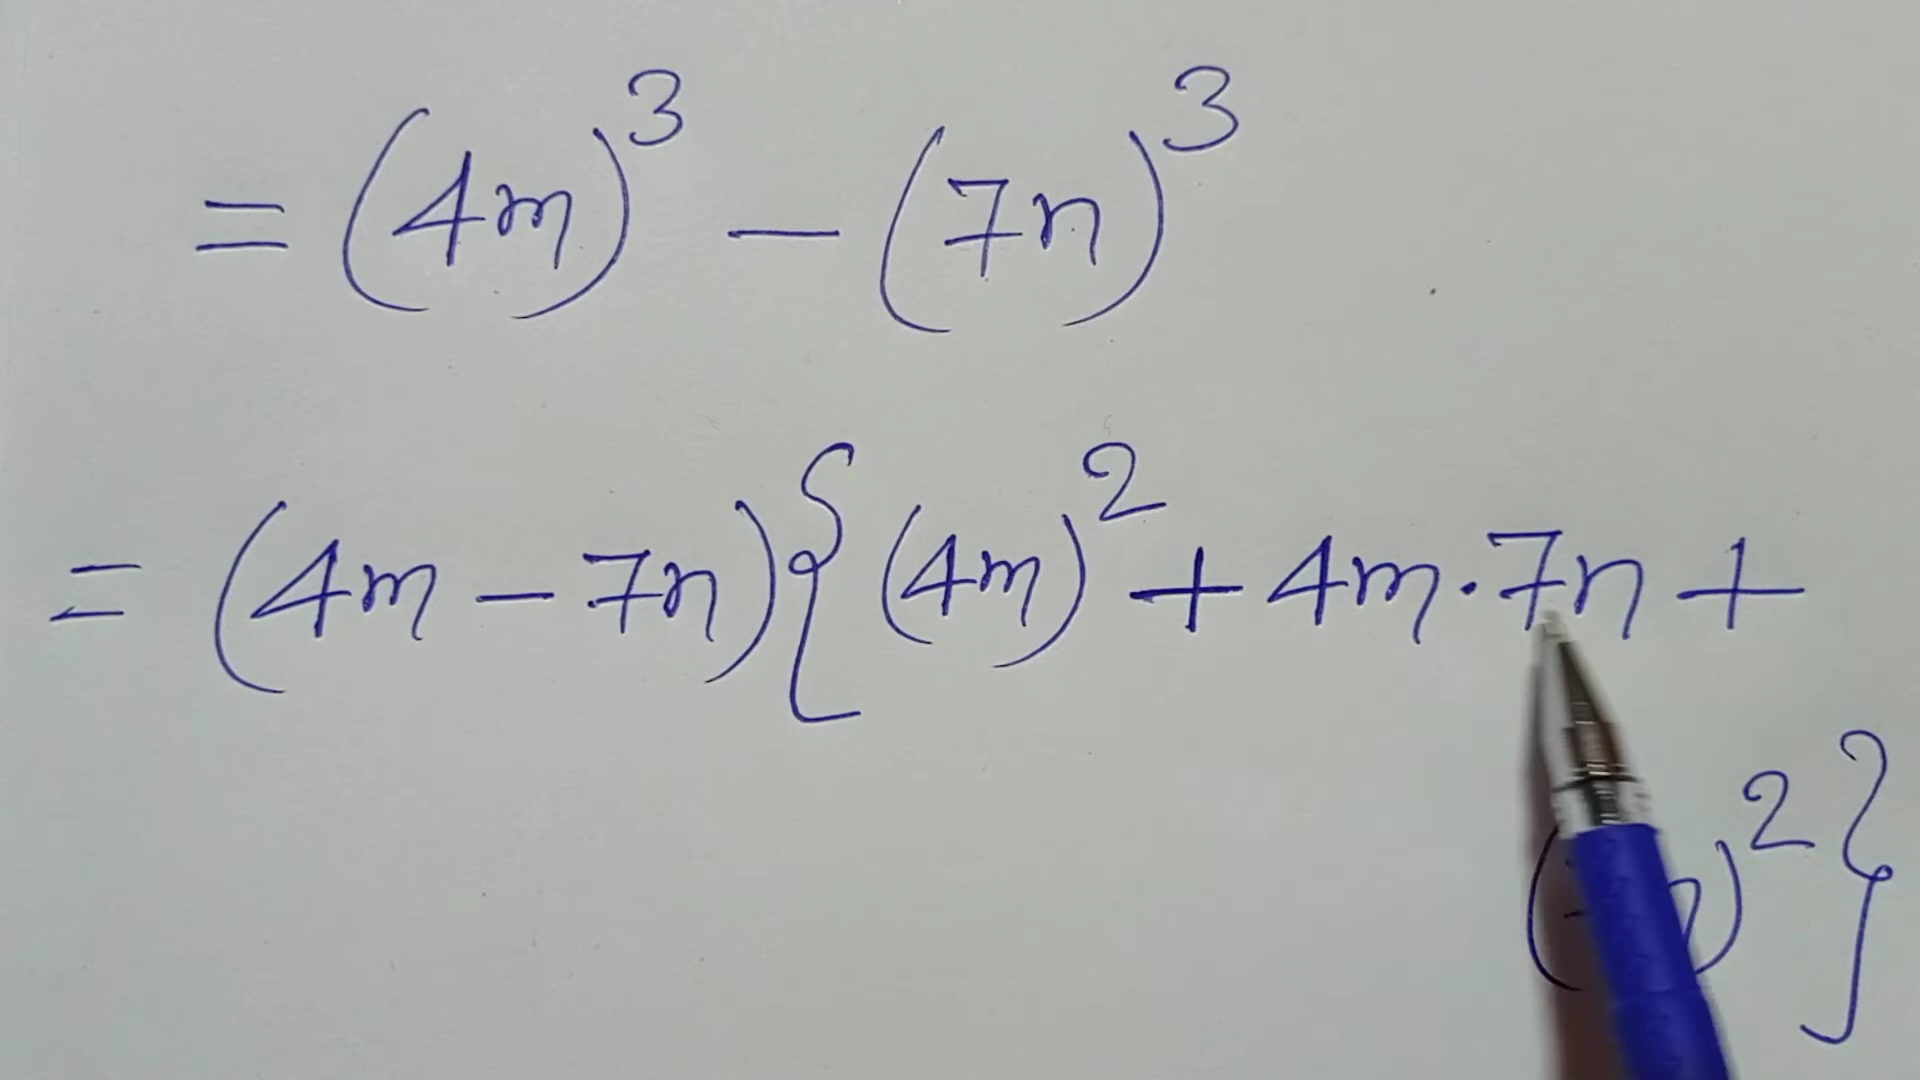 = (4m)³ − (7n)³
= (4m − 7n){(4m)² + 4m · 7n +
( )² }